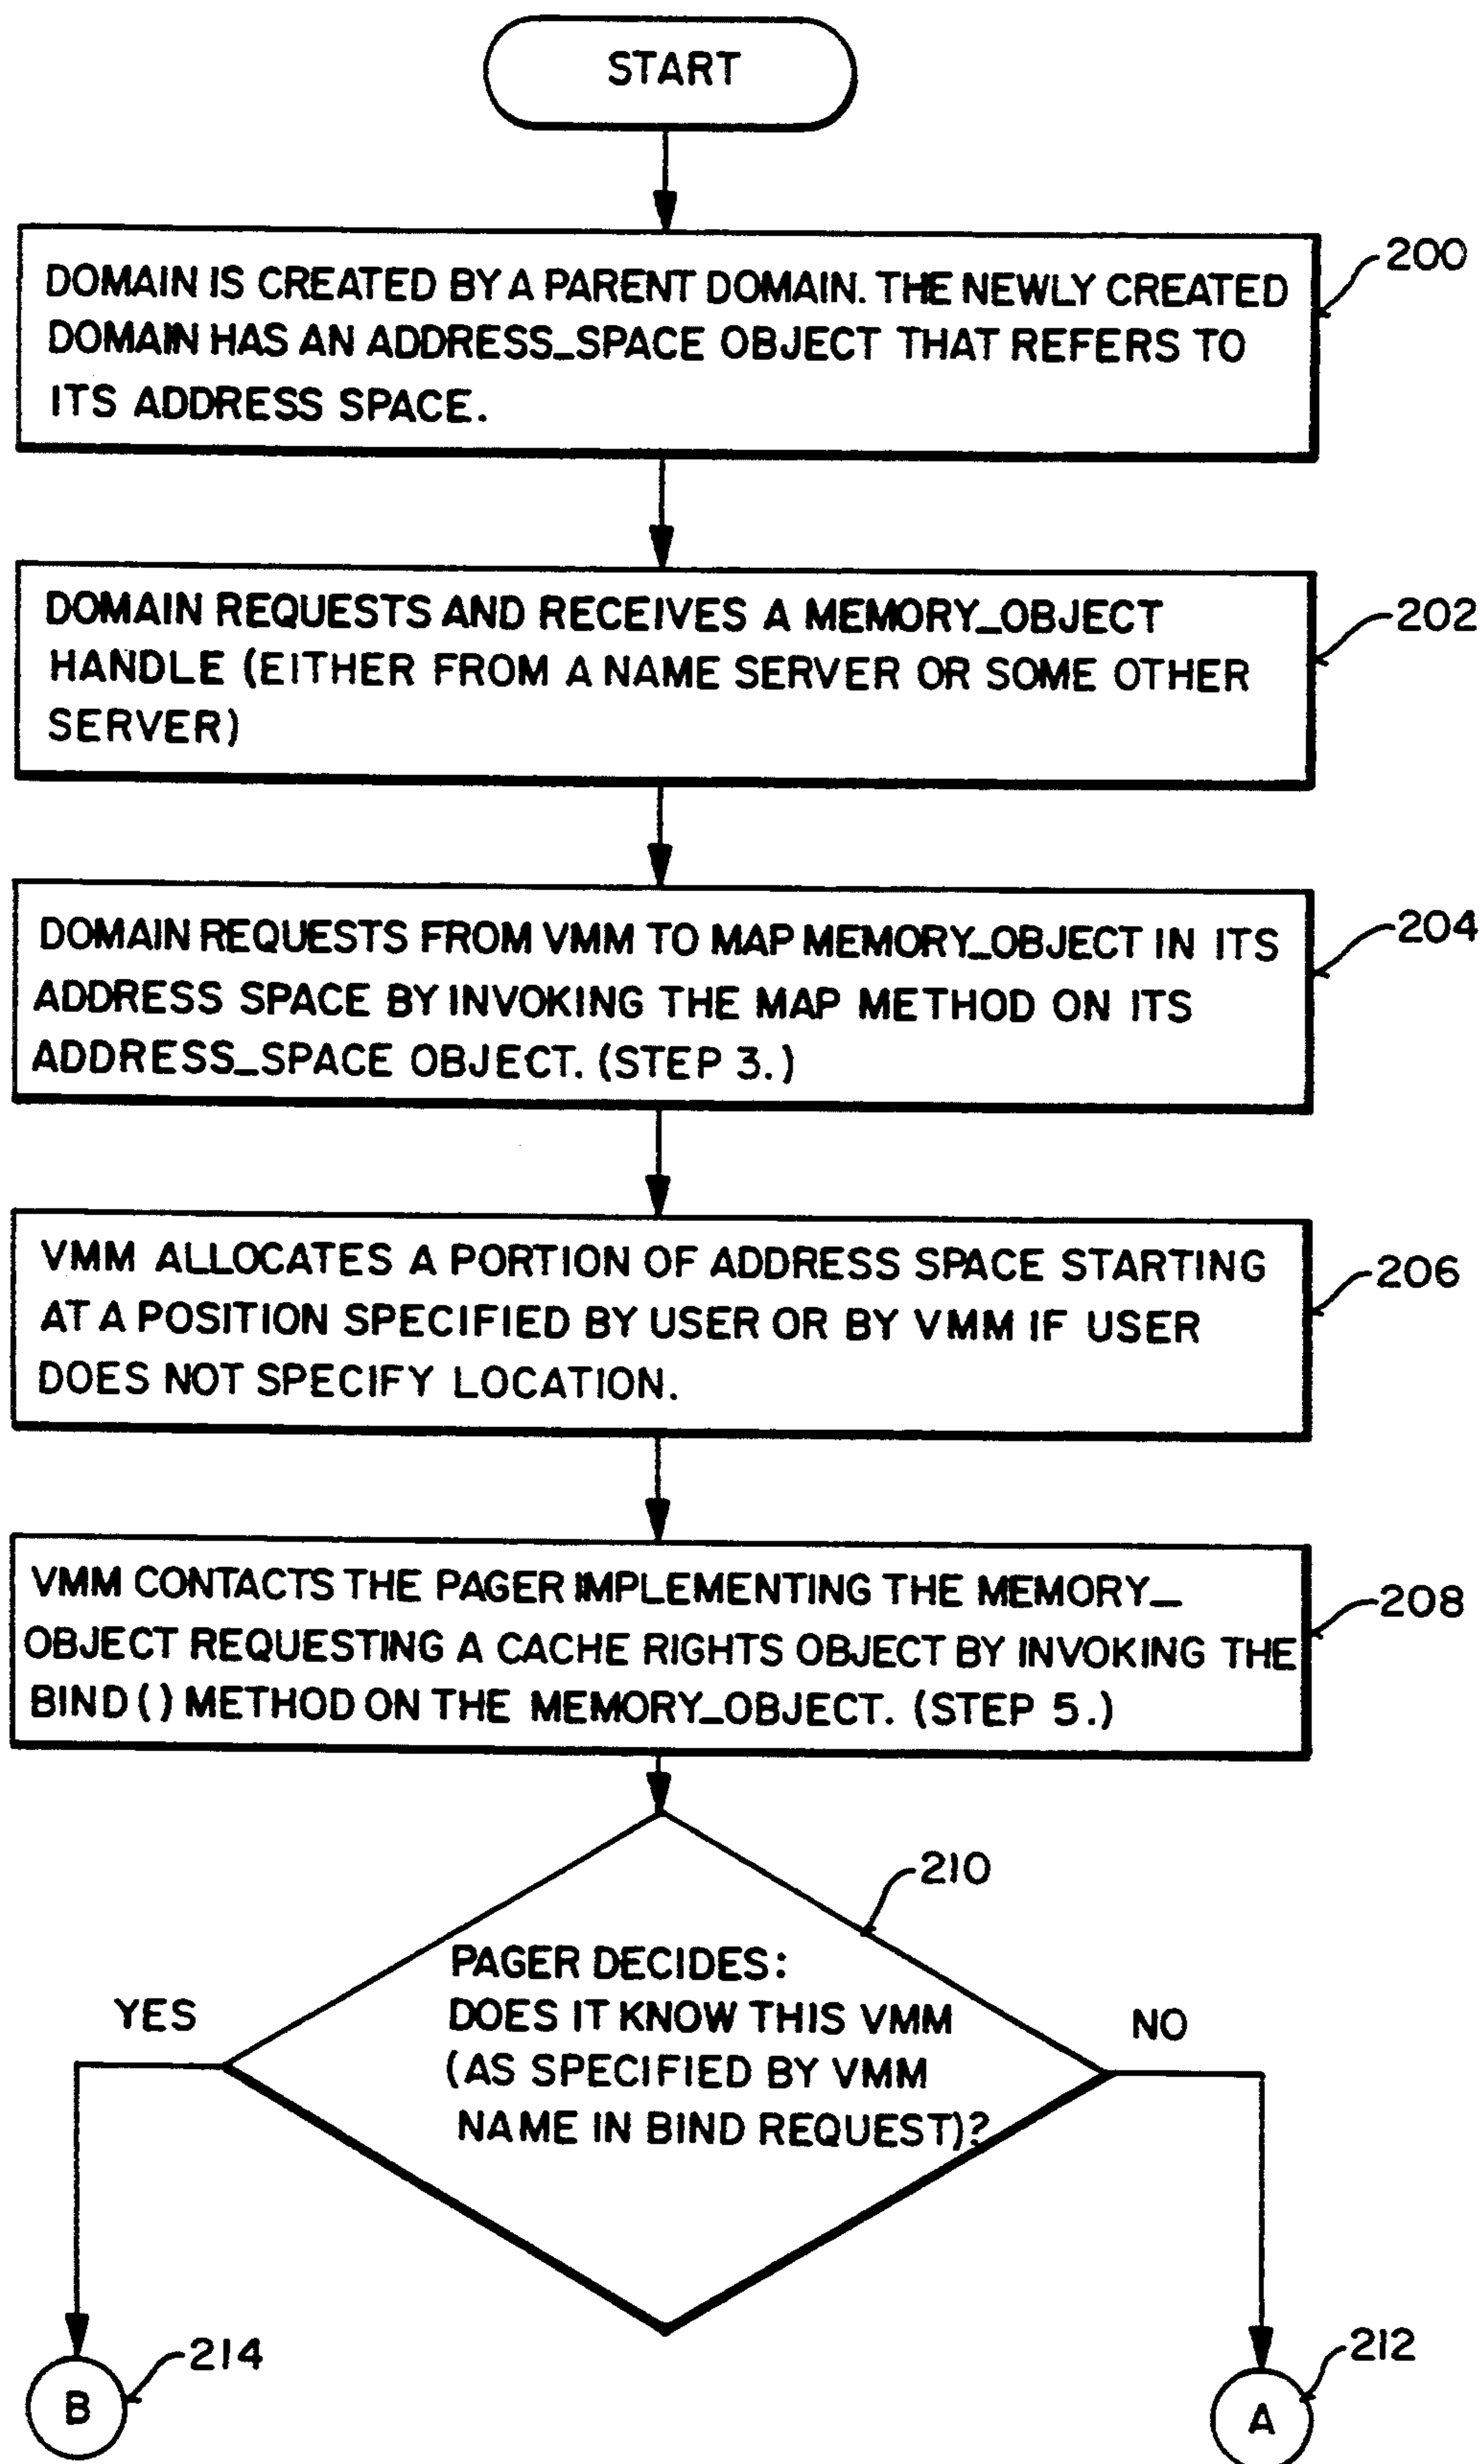 START
200
DOMAIN IS CREATED BY A PARENT DOMAIN. THE NEWLY CREATED
DOMAIN HAS AN ADDRESS_SPACE OBJECT THAT REFERS TO
ITS ADDRESS SPACE.
202
DOMAIN REQUESTS AND RECEIVES A MEMORY_OBJECT
HANDLE (EITHER FROM A NAME SERVER OR SOME OTHER
SERVER)
204
DOMAIN REQUESTS FROM VMM TO MAP MEMORY_OBJECT IN ITS
ADDRESS SPACE BY INVOKING THE MAP METHOD ON ITS
ADDRESS_SPACE OBJECT. (STEP 3.)
206
VMM ALLOCATES A PORTION OF ADDRESS SPACE STARTING
AT A POSITION SPECIFIED BY USER OR BY VMM IF USER
DOES NOT SPECIFY LOCATION.
208
VMM CONTACTS THE PAGER IMPLEMENTING THE MEMORY_
OBJECT REQUESTING A CACHE RIGHTS OBJECT BY INVOKING THE
BIND() METHOD ON THE MEMORY_OBJECT. (STEP 5.)
210
PAGER DECIDES:
DOES IT KNOW THIS VMM
(AS SPECIFIED BY VMM
NAME IN BIND REQUEST)?
YES
NO
214
B
212
A